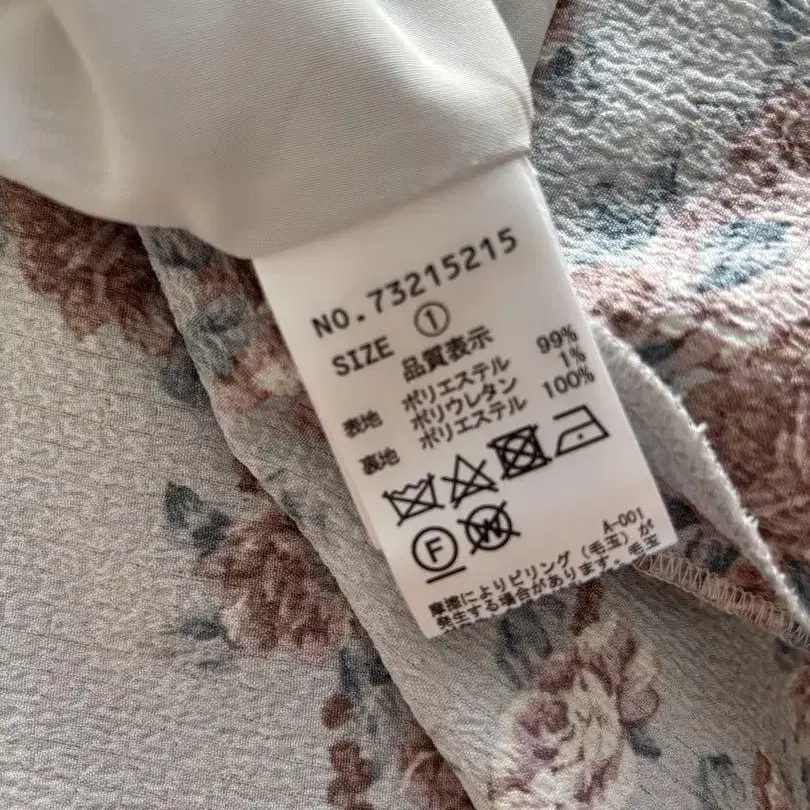 NO.73215215
SIZE ①
品質表示
表地 ポリエステル 99%
ポリウレタン 1%
裏地 ポリエステル 100%
F W
A-001
摩擦によりピリング(毛玉)が
発生する場合があります。毛玉